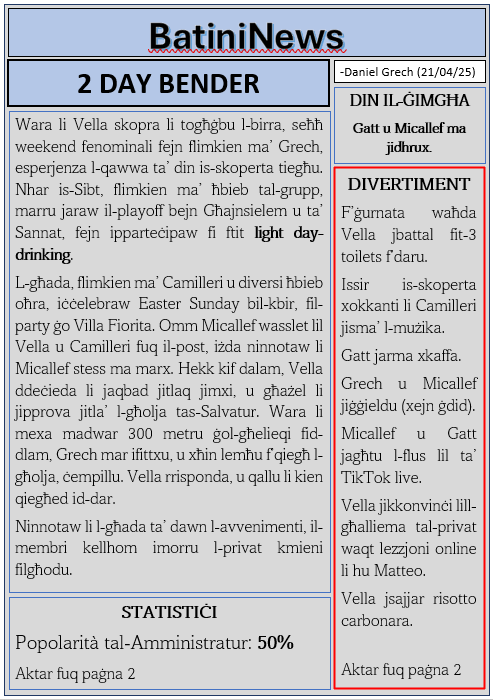 BatiniNews
2 DAY BENDER
-Daniel Grech (21/04/25)
Wara li Vella skopra li togħġbu l-birra, seħħ
weekend fenominali fejn flimkien ma’ Grech,
esperjenza l-qawwa ta’ din is-skoperta tiegħu.
Nhar is-Sibt, flimkien ma’ ħbieb tal-grupp,
marru jaraw il-playoff bejn Għajnsielem u ta’
Sannat, fejn ipparteċipaw fi ftit light day-
drinking.
L-għada, flimkien ma’ Camilleri u diversi ħbieb
oħra, iċċelebraw Easter Sunday bil-kbir, fil-
party ġo Villa Fiorita. Omm Micallef wasslet lil
Vella u Camilleri fuq il-post, iżda ninnotaw li
Micallef stess ma marx. Hekk kif dalam, Vella
ddeċieda li jaqbad jitlaq jimxi, u għażel li
jipprova jitla’ l-għolja tas-Salvatur. Wara li
mexa madwar 300 metru ġol-għelieqi fid-
dlam, Grech mar ifittxu, u xħin lemħu f’qiegħ l-
għolja, ċempillu. Vella rrisponda, u qallu li kien
qiegħed id-dar.
Ninnotaw li l-għada ta’ dawn l-avvenimenti, il-
membri kellhom imorru l-privat kmieni
filgħodu.
STATISTIĊI
Popolarità tal-Amministratur: 50%
Aktar fuq paġna 2
DIN IL-ĠIMGĦA
Gatt u Micallef ma
jidhrux.
DIVERTIMENT
F’ġurnata waħda
Vella jbattal fit-3
toilets f’daru.
Issir is-skoperta
xokkanti li Camilleri
jisma’ l-mużika.
Gatt jarma xkaffa.
Grech u Micallef
jiġġieldu (xejn ġdid).
Micallef u Gatt
jagħtu l-flus lil ta’
TikTok live.
Vella jikkonvinċi lill-
għalliema tal-privat
waqt lezzjoni online
li hu Matteo.
Vella jsajjar risotto
carbonara.
Aktar fuq paġna 2